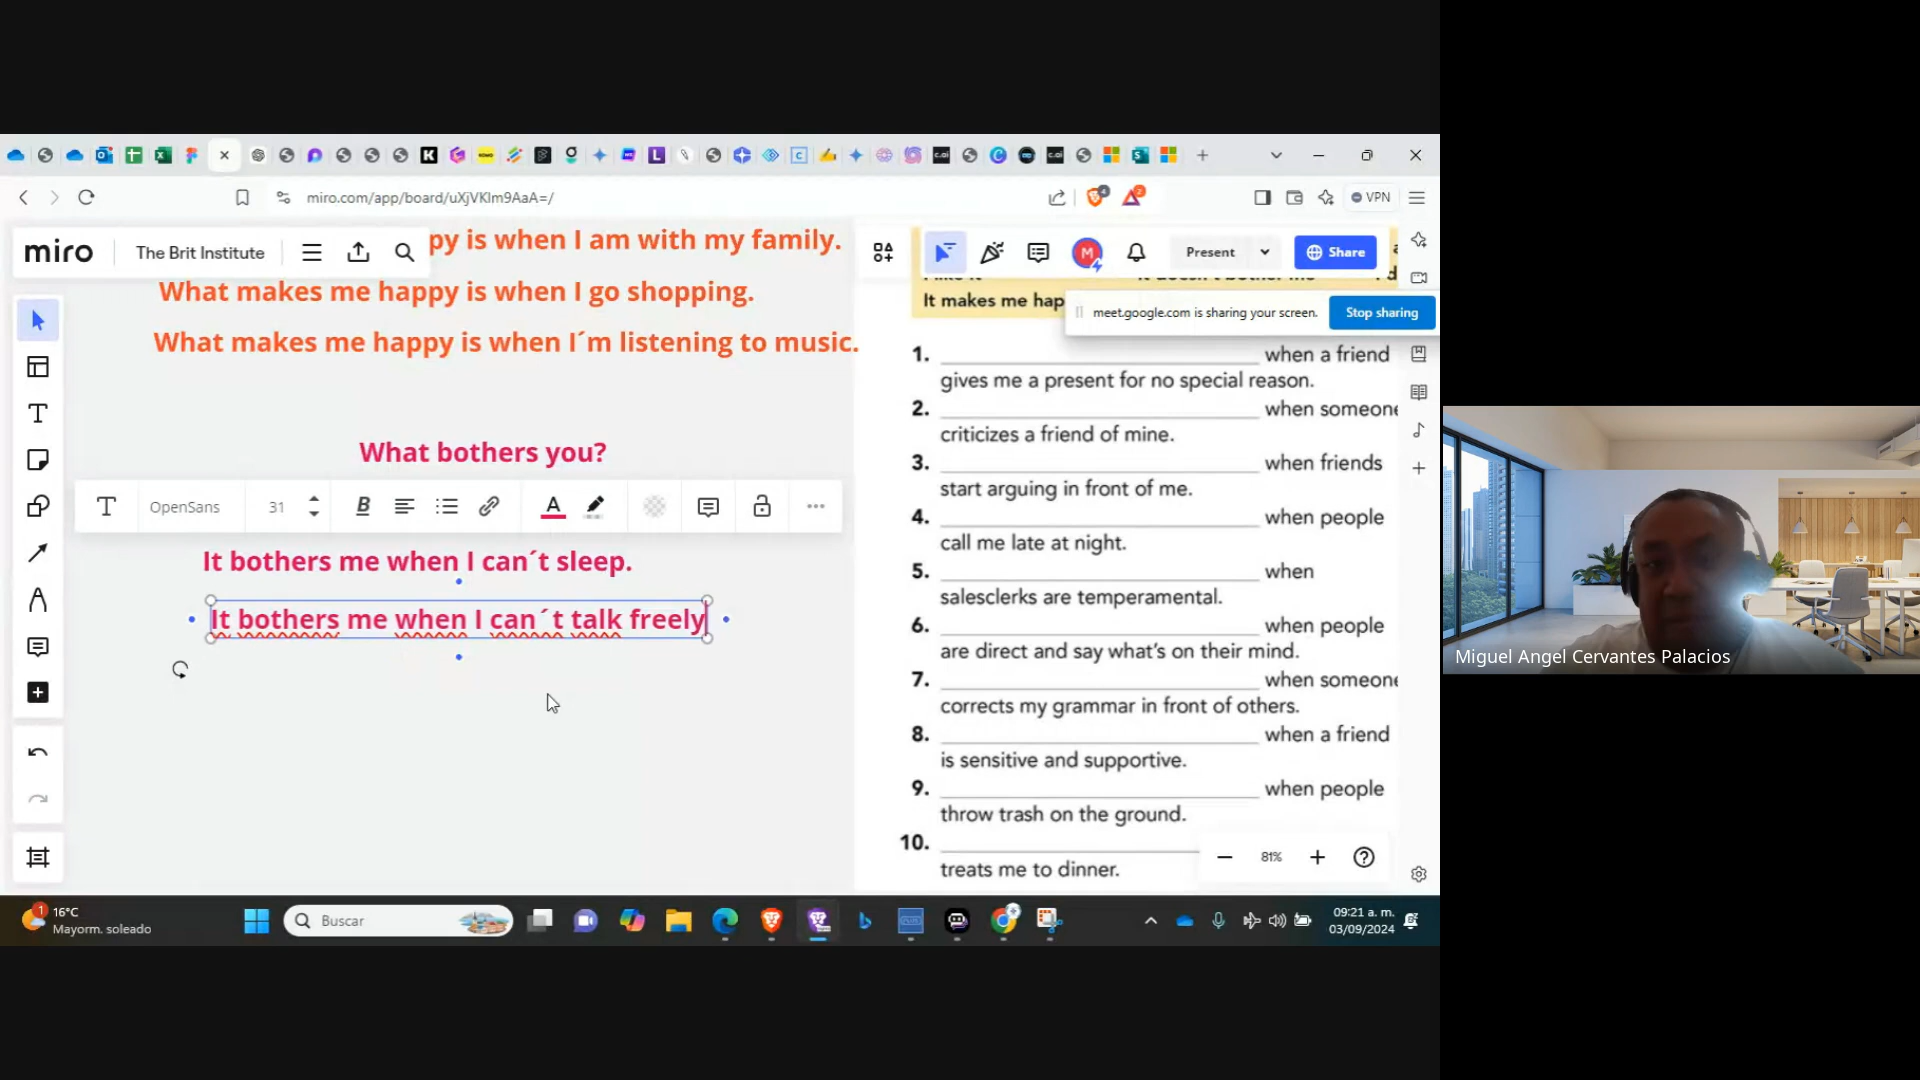 miro.com/app/board/uXjVKlm9AaA=/
VPN
miro
The Brit Institute
py is when I am with my family.
What makes me happy is when I go shopping.
What makes me happy is when I´m listening to music.
What bothers you?
OpenSans
31
It bothers me when I can´t sleep.
It bothers me when I can´t talk freely
Present
Share
It makes me hap
meet.google.com is sharing your screen.
Stop sharing
1. when a friend
gives me a present for no special reason.
2. when someone
criticizes a friend of mine.
3. when friends
start arguing in front of me.
4. when people
call me late at night.
5. when
salesclerks are temperamental.
6. when people
are direct and say what's on their mind.
7. when someone
corrects my grammar in front of others.
8. when a friend
is sensitive and supportive.
9. when people
throw trash on the ground.
10.
treats me to dinner.
81%
Miguel Angel Cervantes Palacios
16°C
Mayorm. soleado
Buscar
09:21 a. m.
03/09/2024